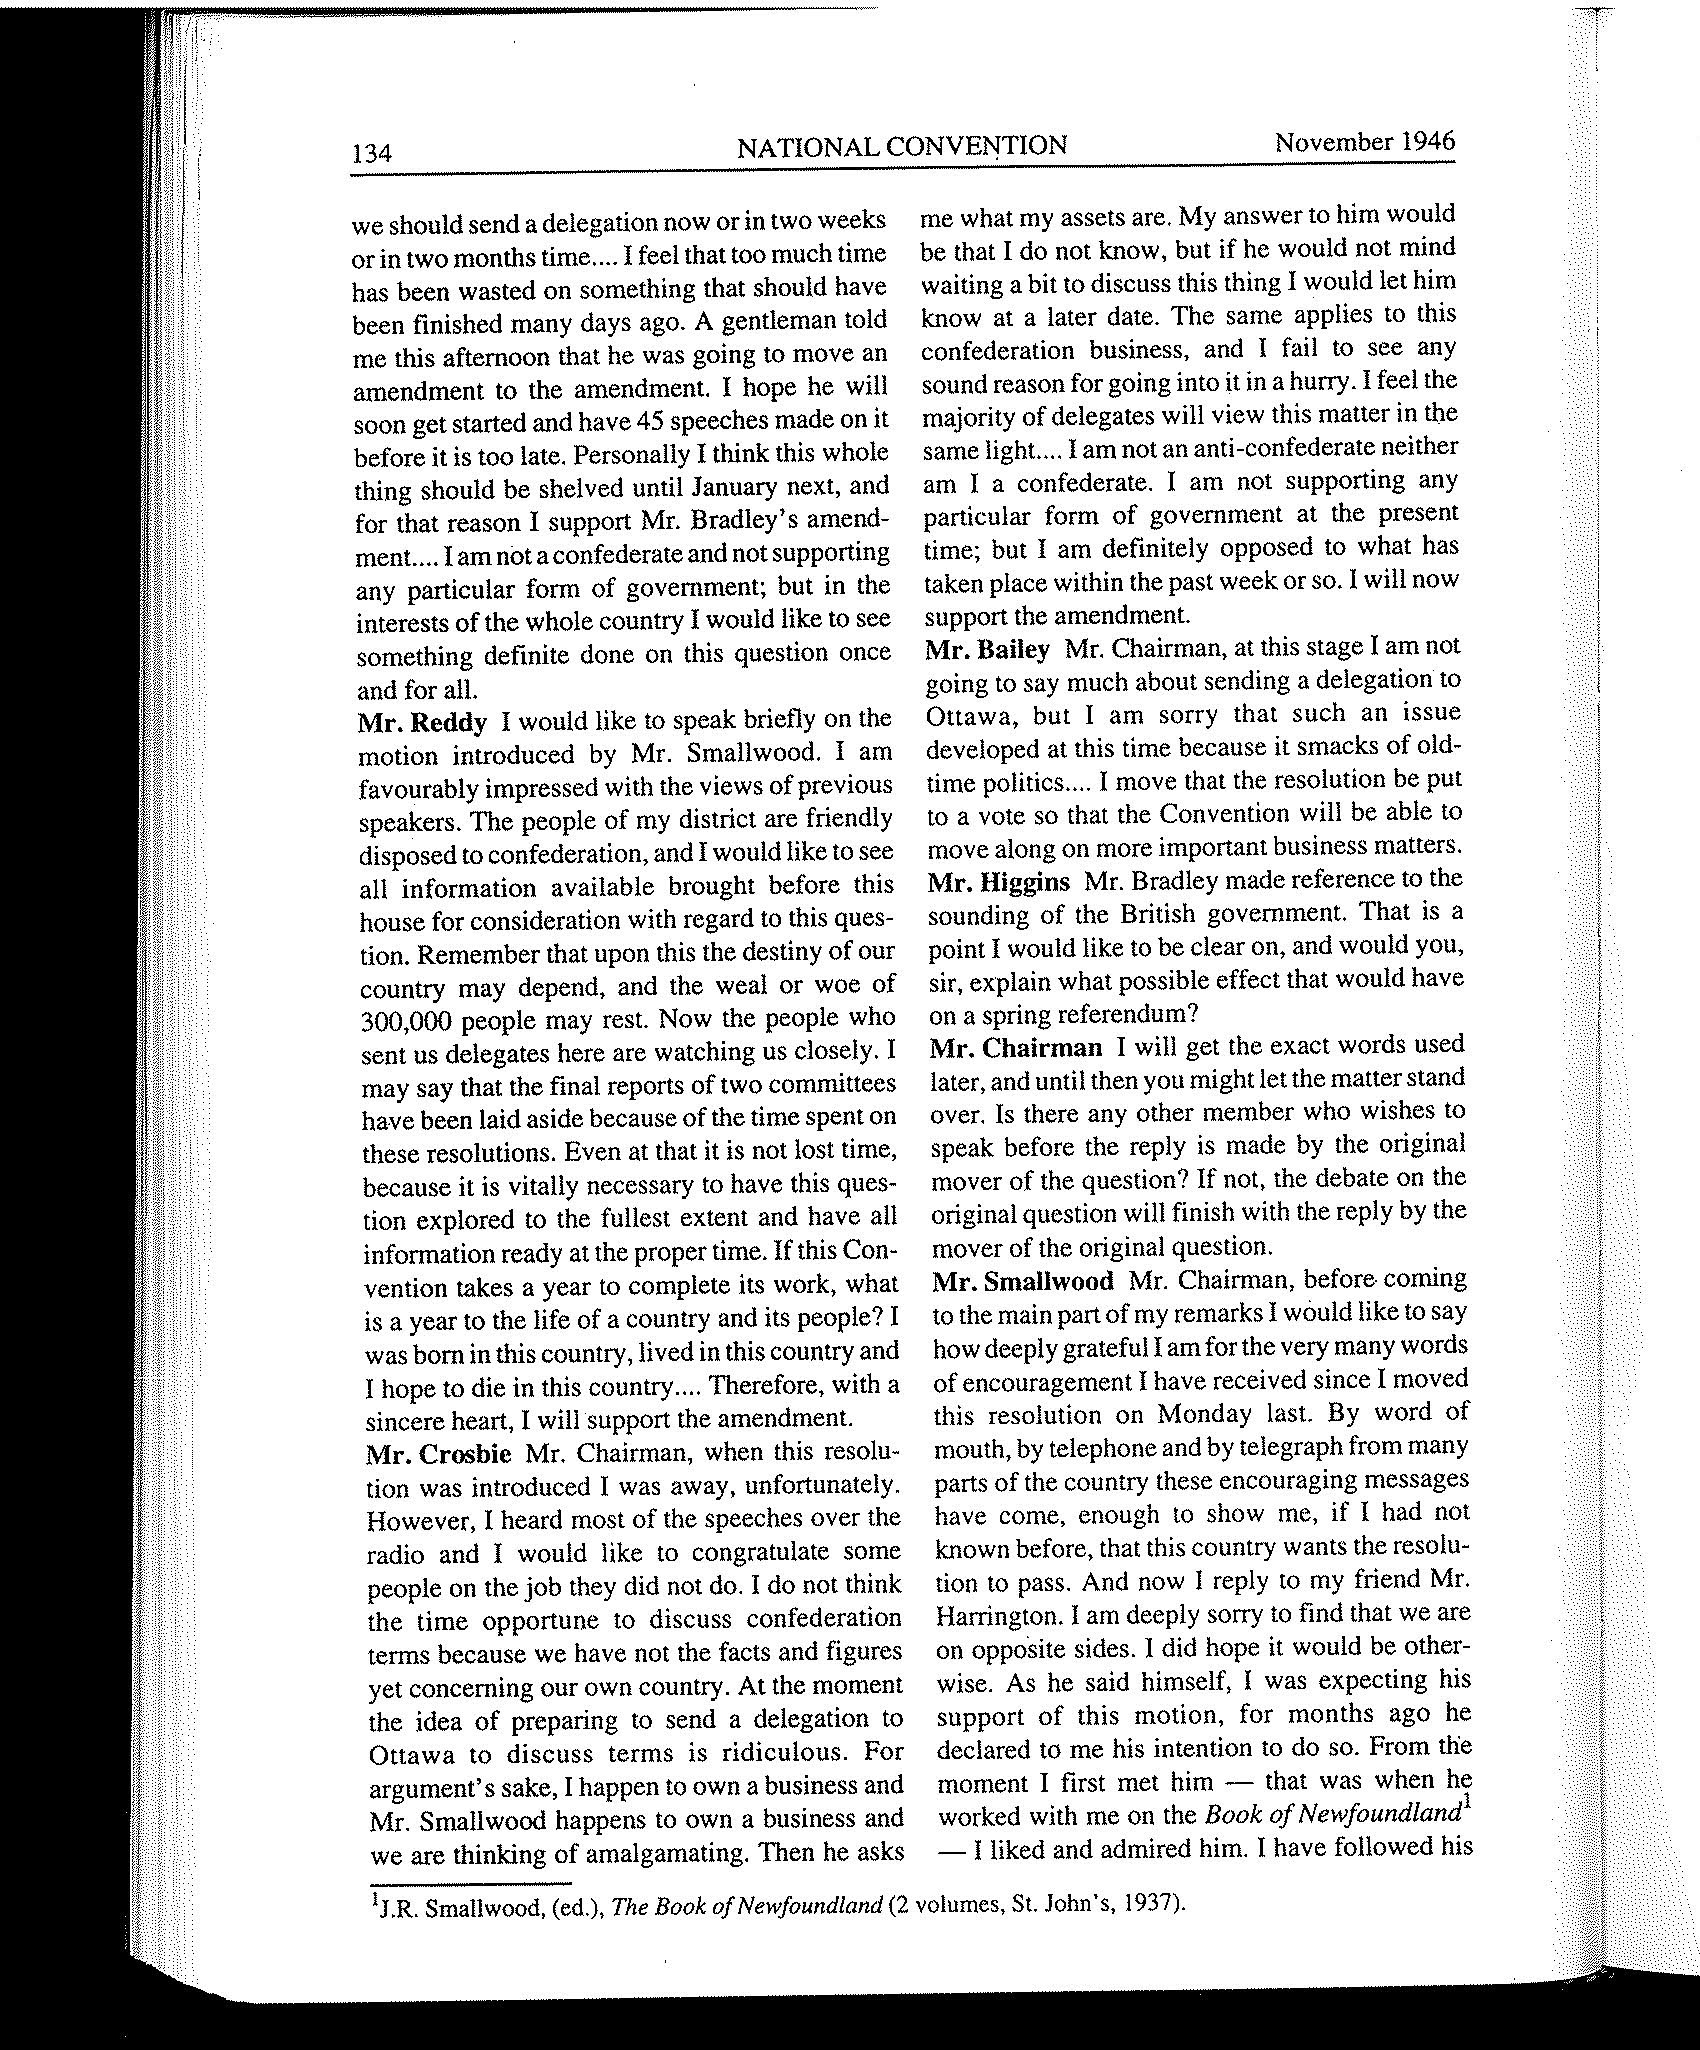 134 NATIONAL CONVENTION November 1946
we should send a delegation now or in two weeks
or in two months time.... I feel that too much time
has been wasted on something that should have
been finished many days ago. A gentleman told
me this afternoon that he was going to move an
amendment to the amendment. I hope he will
soon get started and have 45 speeches made on it
before it is too late. Personally I think this whole
thing should be shelved until January next, and
for that reason I support Mr. Bradley's amend-
ment.... I am not a confederate and not supporting
any particular form of government; but in the
interests of the whole country I would like to see
something definite done on this question once
and for all.
Mr. Reddy I would like to speak briefly on the
motion introduced by Mr. Smallwood. I am
favourably impressed with the views of previous
speakers. The people of my district are friendly
disposed to confederation, and I would like to see
all information available brought before this
house for consideration with regard to this ques-
tion. Remember that upon this the destiny of our
country may depend, and the weal or woe of
300,000 people may rest. Now the people who
sent us delegates here are watching us closely. I
may say that the final reports of two committees
have been laid aside because of the time spent on
these resolutions. Even at that it is not lost time,
because it is vitally necessary to have this ques-
tion explored to the fullest extent and have all
information ready at the proper time. If this Con-
vention takes a year to complete its work, what
is a year to the life of a country and its people? I
was born in this country, lived in this country and
I hope to die in this country.... Therefore, with a
sincere heart, I will support the amendment.
Mr. Crosbie Mr. Chairman, when this resolu-
tion was introduced I was away, unfortunately.
However, I heard most of the speeches over the
radio and I would like to congratulate some
people on the job they did not do. I do not think
the time opportune to discuss confederation
terms because we have not the facts and figures
yet concerning our own country. At the moment
the idea of preparing to send a delegation to
Ottawa to discuss terms is ridiculous. For
argument's sake, I happen to own a business and
Mr. Smallwood happens to own a business and
we are thinking of amalgamating. Then he asks
me what my assets are. My answer to him would
be that I do not know, but if he would not mind
waiting a bit to discuss this thing I would let him
know at a later date. The same applies to this
confederation business, and I fail to see any
sound reason for going into it in a hurry. I feel the
majority of delegates will view this matter in the
same light.... I am not an anti-confederate neither
am I a confederate. I am not supporting any
particular form of government at the present
time; but I am definitely opposed to what has
taken place within the past week or so. I will now
support the amendment.
Mr. Bailey Mr. Chairman, at this stage I am not
going to say much about sending a delegation to
Ottawa, but I am sorry that such an issue
developed at this time because it smacks of old-
time politics.... I move that the resolution be put
to a vote so that the Convention will be able to
move along on more important business matters.
Mr. Higgins Mr. Bradley made reference to the
sounding of the British government. That is a
point I would like to be clear on, and would you,
sir, explain what possible effect that would have
on a spring referendum?
Mr. Chairman I will get the exact words used
later, and until then you might let the matter stand
over. Is there any other member who wishes to
speak before the reply is made by the original
mover of the question? If not, the debate on the
original question will finish with the reply by the
mover of the original question.
Mr. Smallwood Mr. Chairman, before coming
to the main part of my remarks I would like to say
how deeply grateful I am for the very many words
of encouragement I have received since I moved
this resolution on Monday last. By word of
mouth, by telephone and by telegraph from many
parts of the country these encouraging messages
have come, enough to show me, if I had not
known before, that this country wants the resolu-
tion to pass. And now I reply to my friend Mr.
Harrington. I am deeply sorry to find that we are
on opposite sides. I did hope it would be other-
wise. As he said himself, I was expecting his
support of this motion, for months ago he
declared to me his intention to do so. From the
moment I first met him — that was when he
worked with me on the Book of Newfoundland¹
— I liked and admired him. I have followed his
¹J.R. Smallwood, (ed.), The Book of Newfoundland (2 volumes, St. John's, 1937).